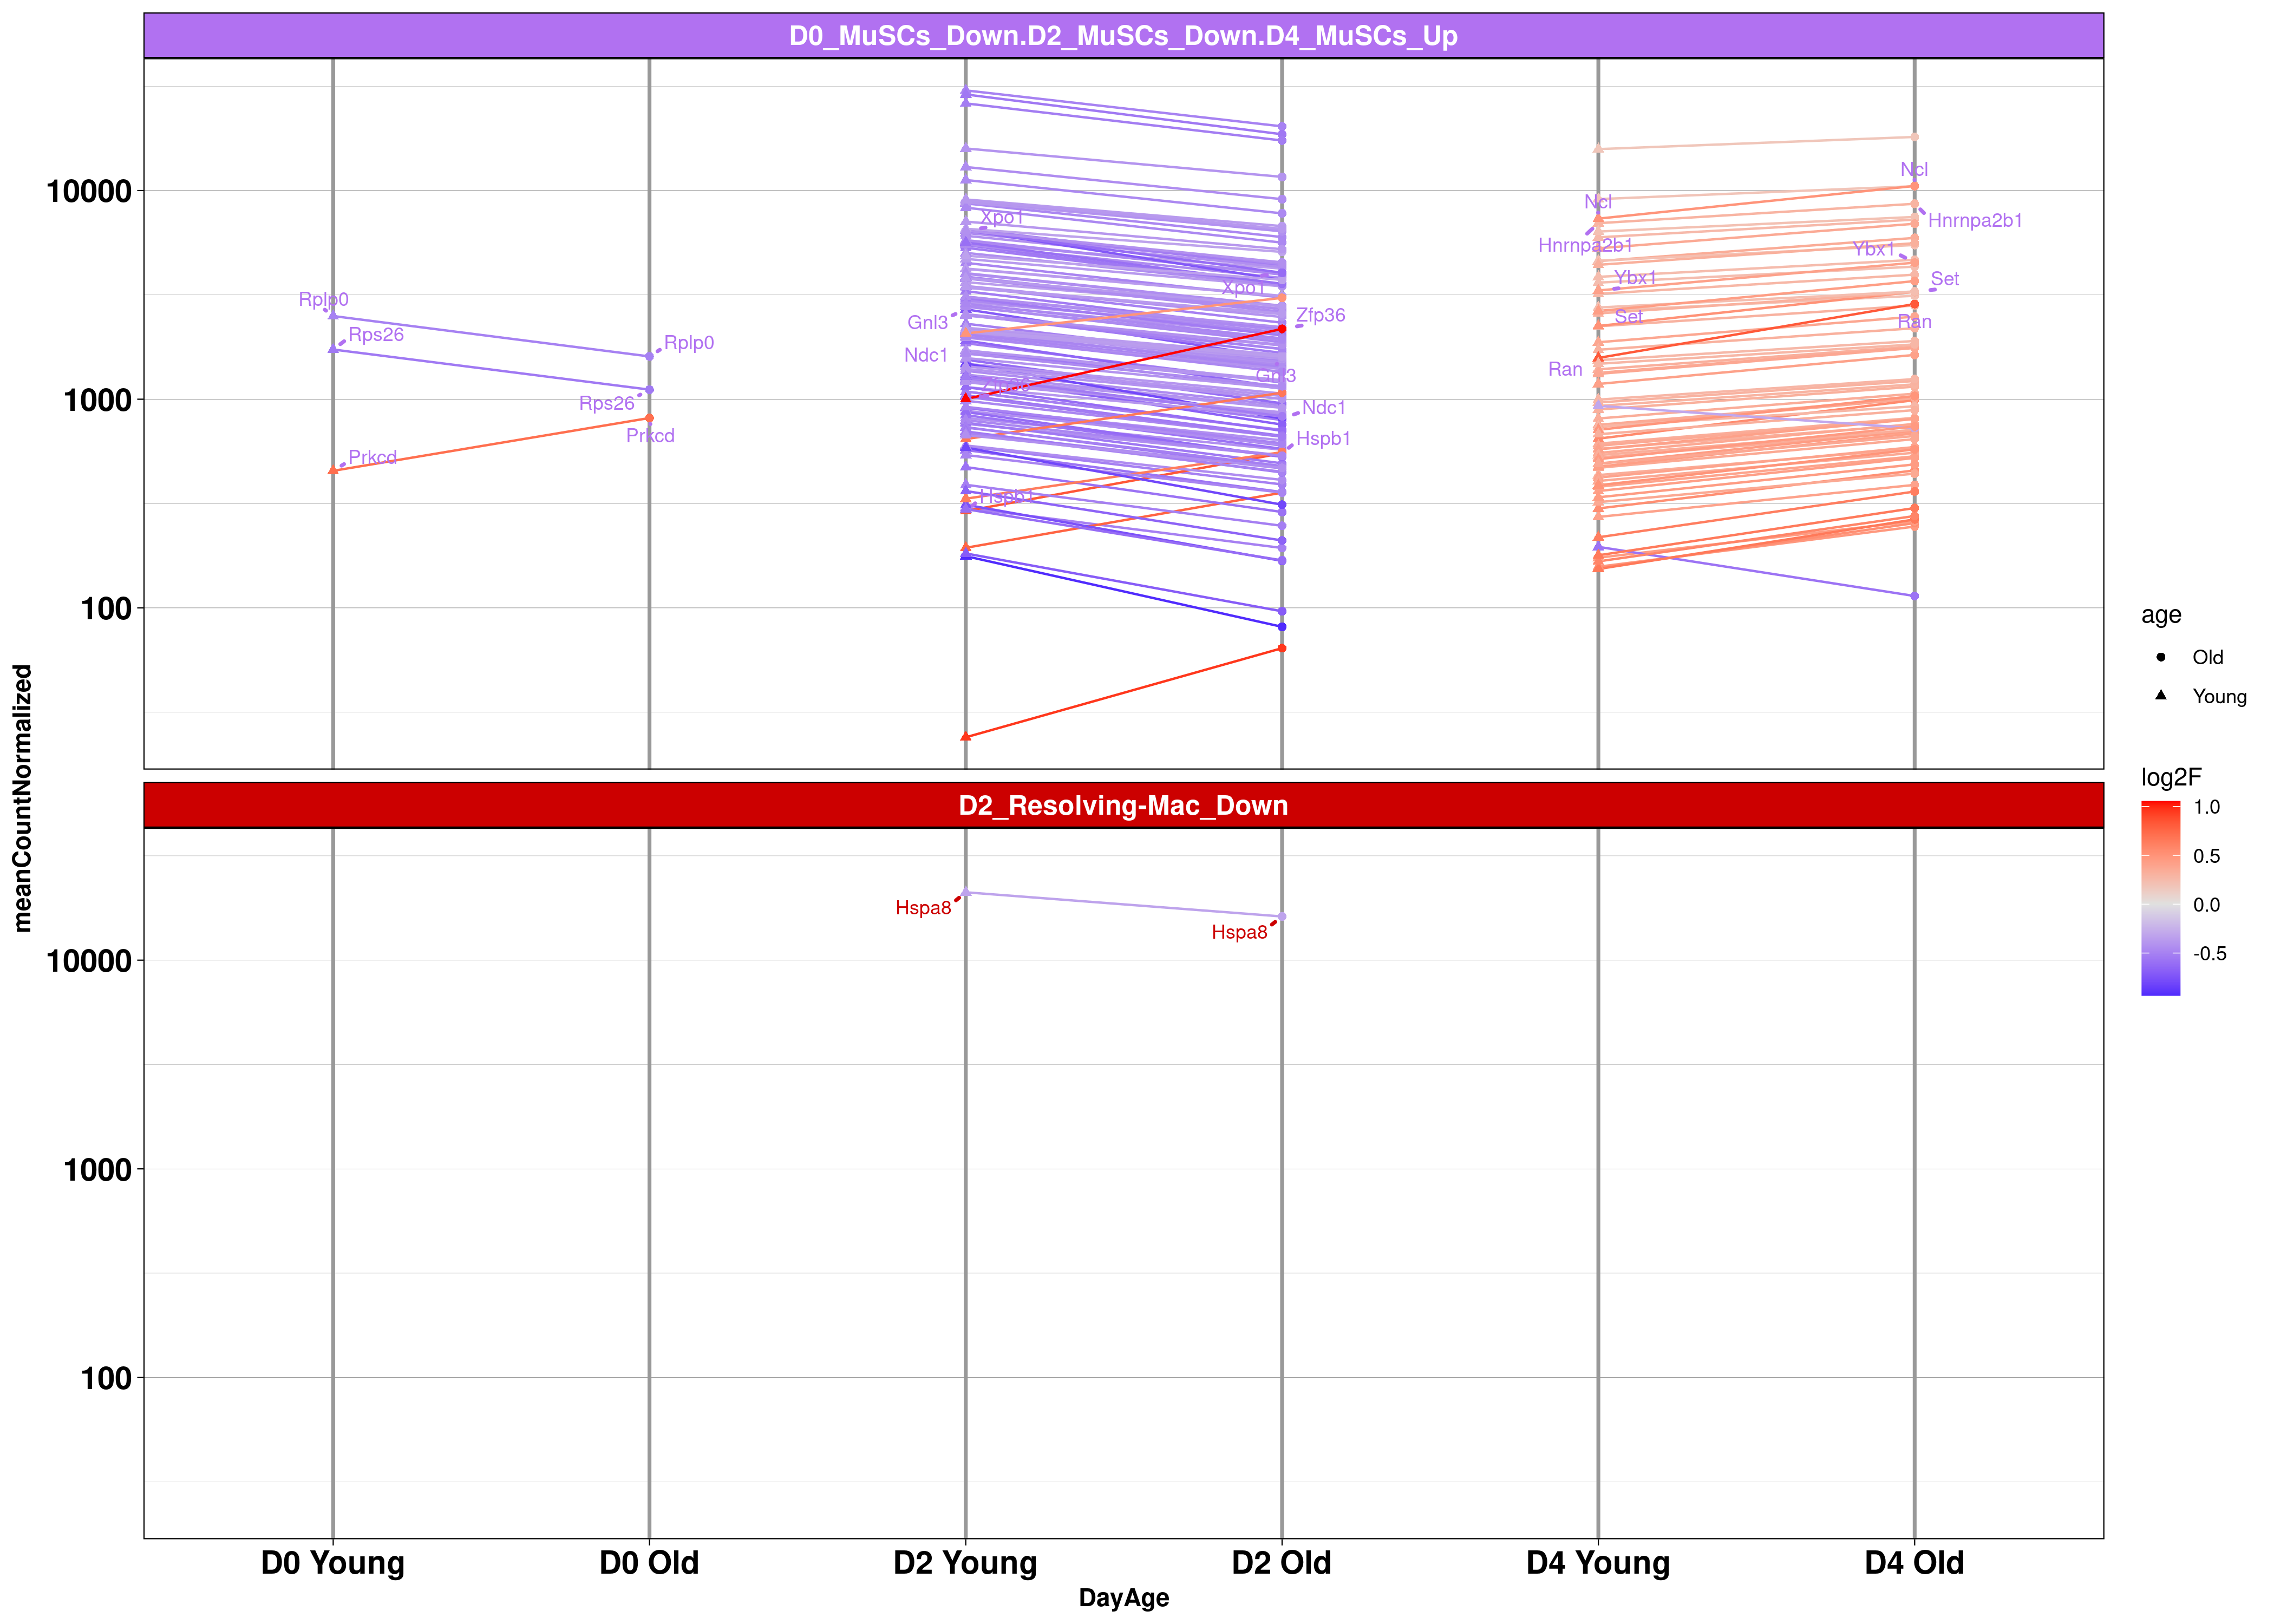 D0_MuSCs_Down.D2_MuSCs_Down.D4_MuSCs_Up
10000
1000
100
Rplp0
Rps26
Prkcd
Rplp0
Rps26
Prkcd
Xpo1
Gnl3
Ndc1
Zfp36
Hspb1
Xpo1
Zfp36
Gnl3
Ndc1
Hspb1
Ncl
Hnrnpa2b1
Ybx1
Set
Ran
Ncl
Hnrnpa2b1
Ybx1
Set
Ran
D2_Resolving-Mac_Down
10000
1000
100
Hspa8
Hspa8
meanCountNormalized
D0 Young
D0 Old
D2 Young
D2 Old
D4 Young
D4 Old
DayAge
age
Old
Young
log2F
1.0
0.5
0.0
-0.5